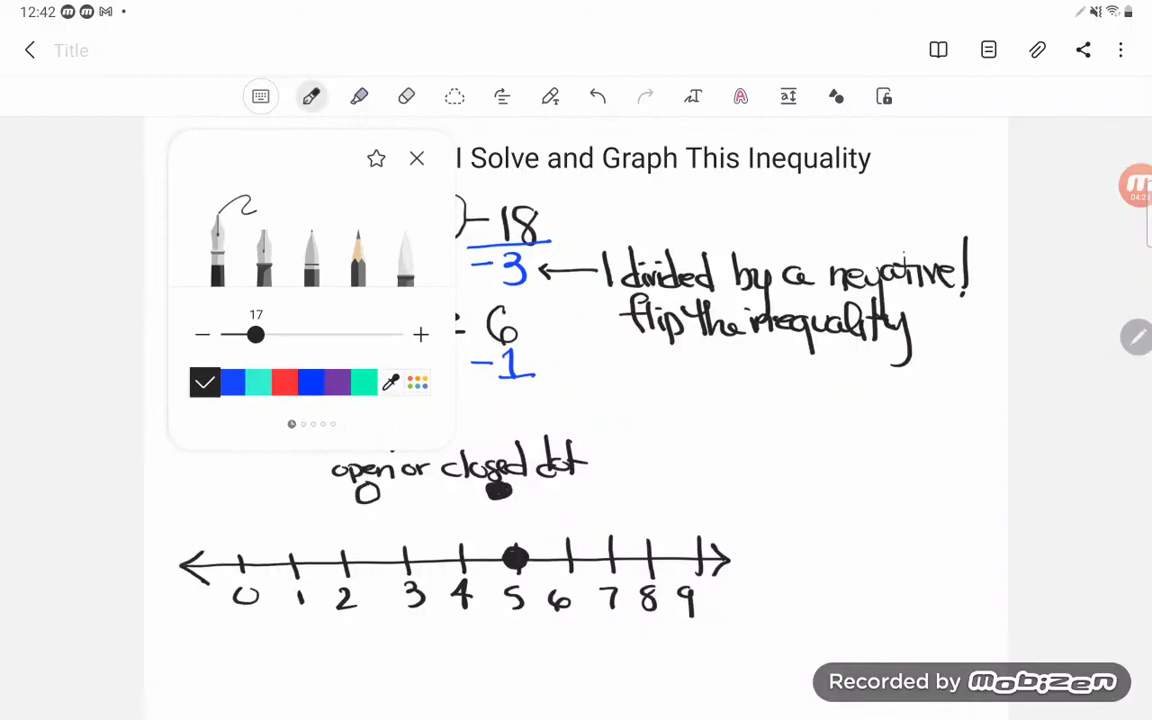 12:42
Title
I Solve and Graph This Inequality
) - 18
- 3 ← I divided by a negative!
flip the inequality
6
- 1
17
open or closed dot
0 1 2 3 4 5 6 7 8 9
Recorded by mobizen